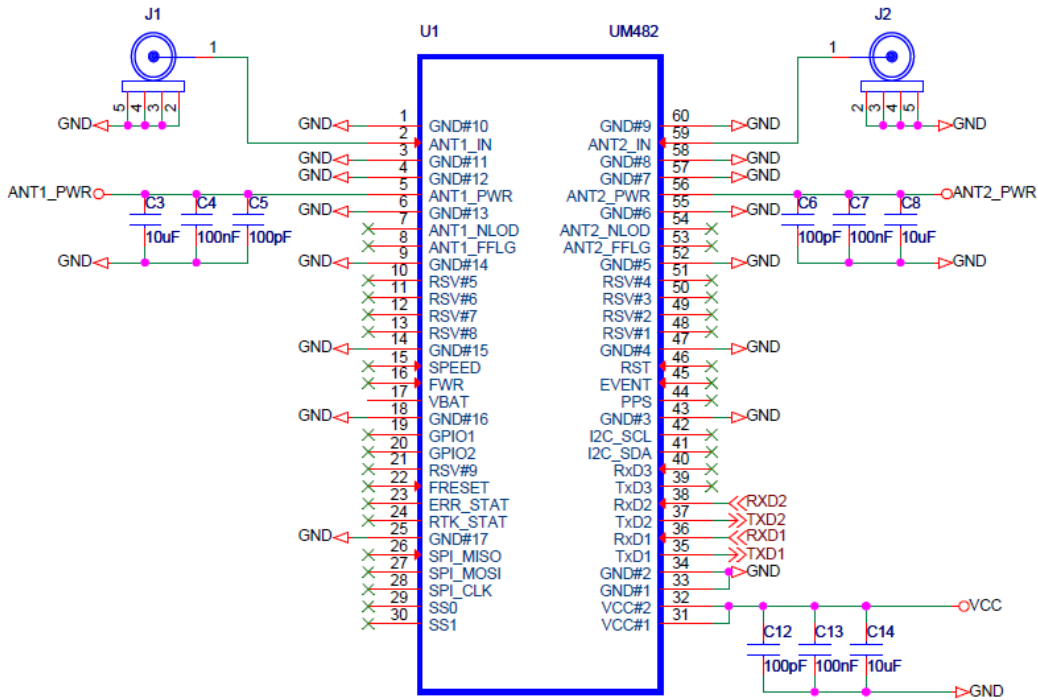 J1 J2
U1 UM482
1 1
5 4 3 2 2 3 4 5
GND GND 1 GND#10 GND#9 60 GND GND
2 ANT1_IN ANT2_IN 59
GND 3 GND#11 GND#8 58 GND
GND 4 GND#12 GND#7 57 GND
ANT1_PWR 5 ANT1_PWR ANT2_PWR 56 ANT2_PWR
C3 C4 C5 GND 6 GND#13 GND#6 55 GND C6 C7 C8
7 ANT1_NLOD ANT2_NLOD 54
10uF 100nF 100pF 8 ANT1_FFLG ANT2_FFLG 53 100pF 100nF 10uF
GND GND 9 GND#14 GND#5 52 GND GND
10 RSV#5 RSV#4 51
11 RSV#6 RSV#3 50
12 RSV#7 RSV#2 49
13 RSV#8 RSV#1 48
GND 14 GND#15 GND#4 47 GND
15 SPEED RST 46
16 FWR EVENT 45
17 VBAT PPS 44
GND 18 GND#16 GND#3 43 GND
19 GPIO1 I2C_SCL 42
20 GPIO2 I2C_SDA 41
21 RSV#9 RxD3 40
22 FRESET TxD3 39
23 ERR_STAT RxD2 38 RXD2
24 RTK_STAT TxD2 37 TXD2
GND 25 GND#17 RxD1 36 RXD1
26 SPI_MISO TxD1 35 TXD1
27 SPI_MOSI GND#2 34 GND
28 SPI_CLK GND#1 33
29 SS0 VCC#2 32 VCC
30 SS1 VCC#1 31
C12 C13 C14
100pF 100nF 10uF
GND